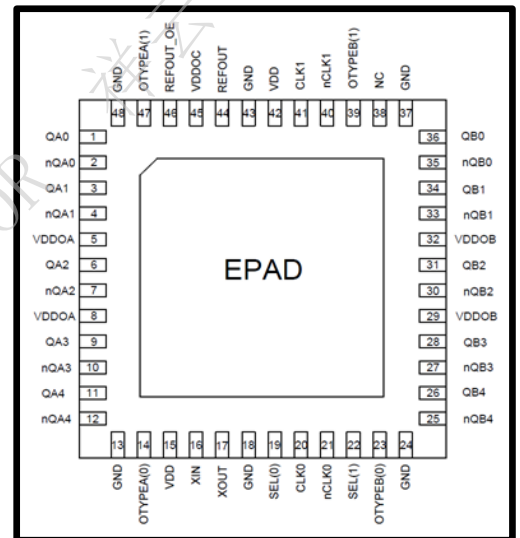 GND
OTYPEA(1)
REFOUT_OE
VDDOC
REFOUT
GND
VDD
CLK1
nCLK1
OTYPEB(1)
NC
GND
48 47 46 45 44 43 42 41 40 39 38 37
QA0 1 36 QB0
nQA0 2 35 nQB0
QA1 3 34 QB1
nQA1 4 33 nQB1
VDDOA 5 32 VDDOB
QA2 6 31 QB2
EPAD
nQA2 7 30 nQB2
VDDOA 8 29 VDDOB
QA3 9 28 QB3
nQA3 10 27 nQB3
QA4 11 26 QB4
nQA4 12 25 nQB4
13 14 15 16 17 18 19 20 21 22 23 24
GND
OTYPEA(0)
VDD
XIN
XOUT
GND
SEL(0)
CLK0
nCLK0
SEL(1)
OTYPEB(0)
GND
OR 祥云